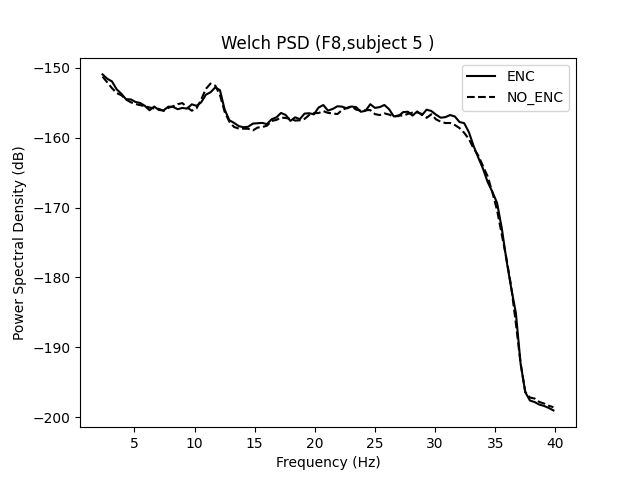 Welch PSD (F8,subject 5 )
ENC
NO_ENC
−150
−160
−170
−180
−190
−200
Power Spectral Density (dB)
5 10 15 20 25 30 35 40
Frequency (Hz)